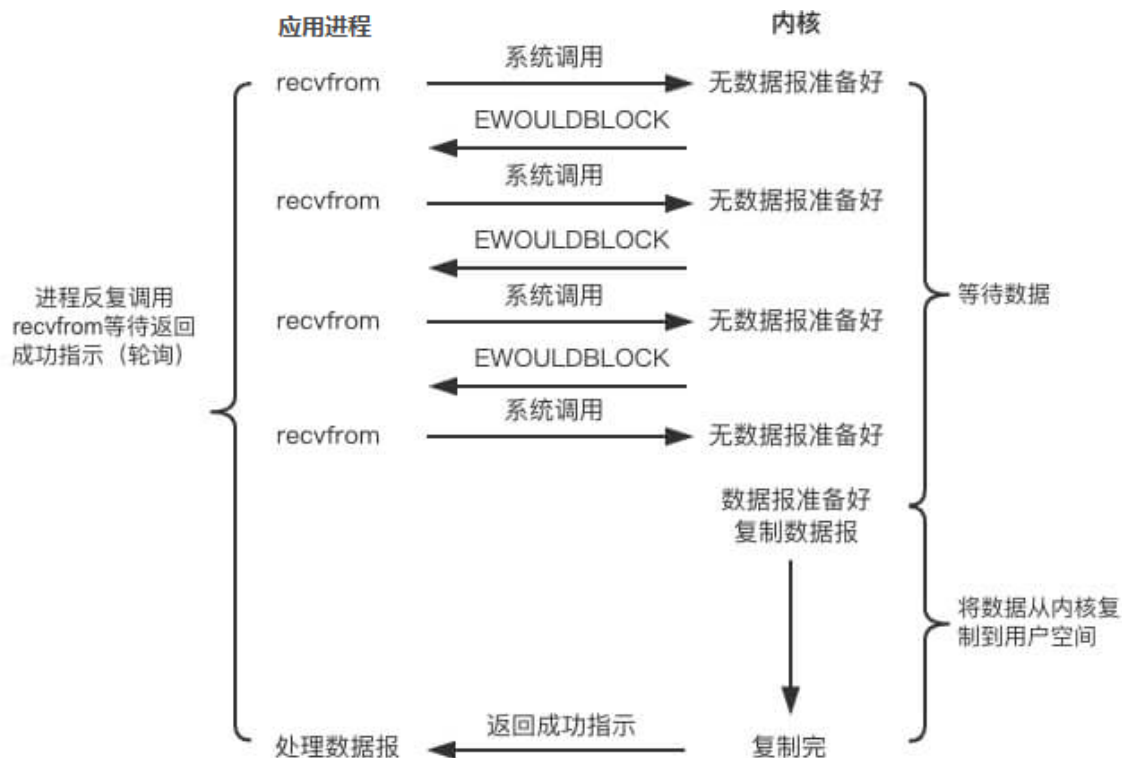 应用进程
内核
系统调用
recvfrom
无数据报准备好
EWOULDBLOCK
系统调用
recvfrom
无数据报准备好
EWOULDBLOCK
进程反复调用
recvfrom等待返回
成功指示（轮询）
系统调用
recvfrom
无数据报准备好
等待数据
EWOULDBLOCK
系统调用
recvfrom
无数据报准备好
数据报准备好
复制数据报
将数据从内核复
制到用户空间
返回成功指示
处理数据报
复制完